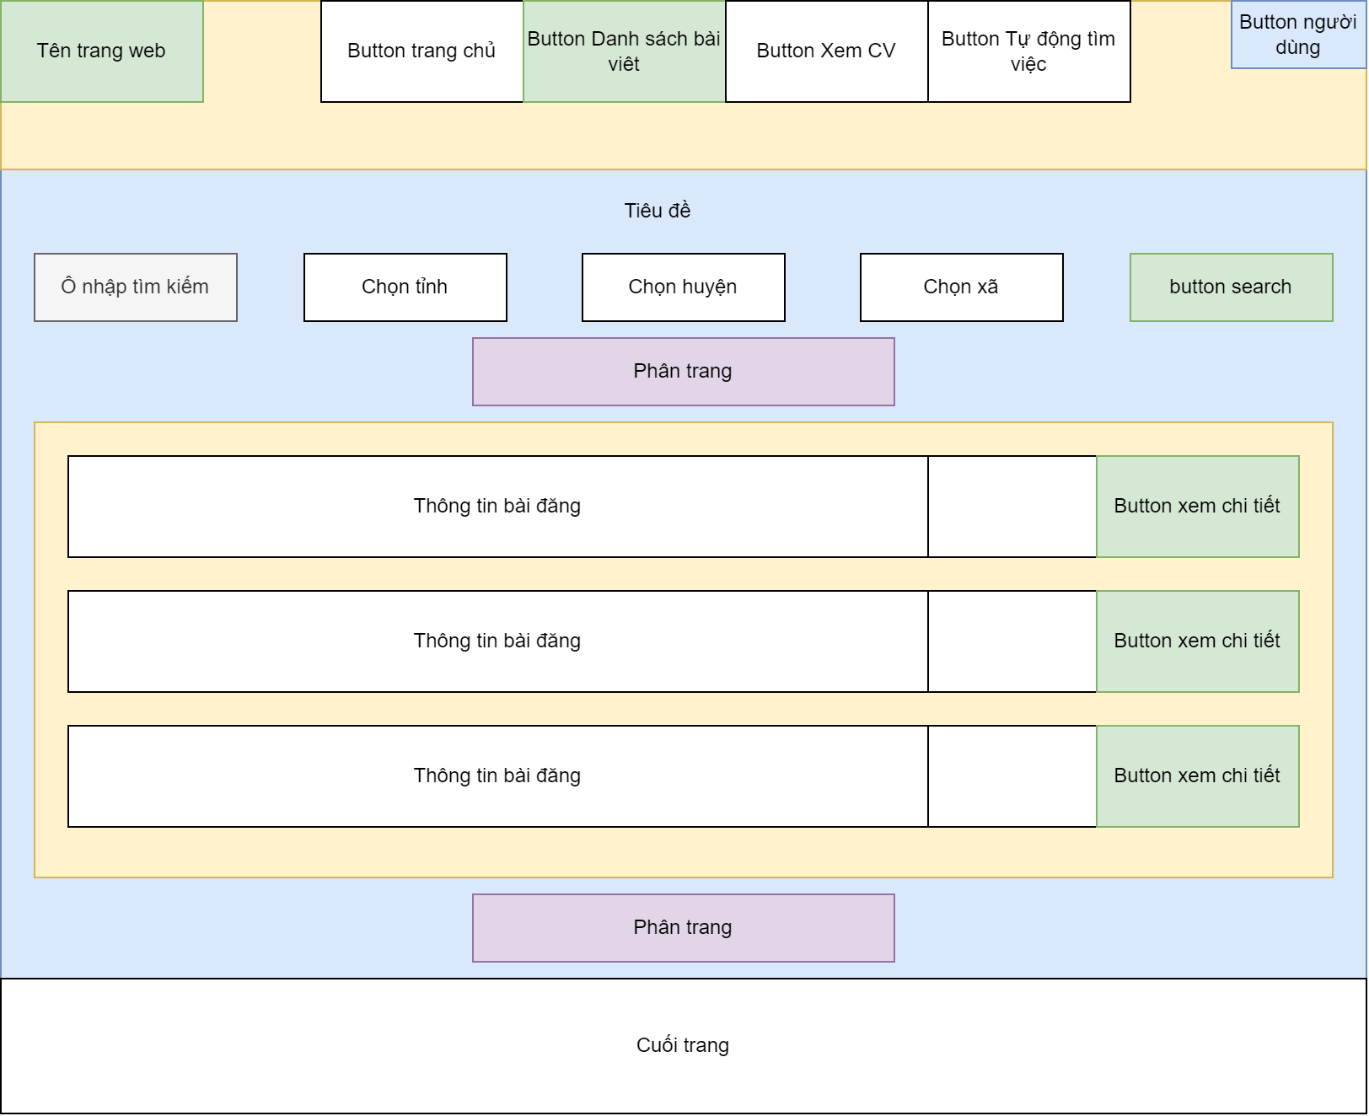 Tên trang web
Button trang chủ
Button Danh sách bài
viêt
Button Xem CV
Button Tự động tìm
việc
Button người
dùng
Tiêu đề
Ô nhập tìm kiếm
Chọn tỉnh
Chọn huyện
Chọn xã
button search
Phân trang
Thông tin bài đăng
Button xem chi tiết
Thông tin bài đăng
Button xem chi tiết
Thông tin bài đăng
Button xem chi tiết
Phân trang
Cuối trang